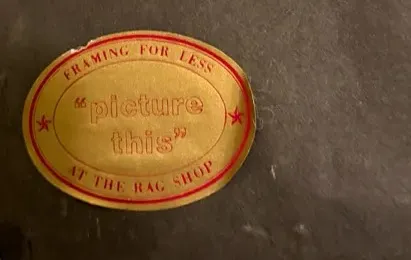 FRAMING FOR LESS
"picture
this"
AT THE RAG SHOP